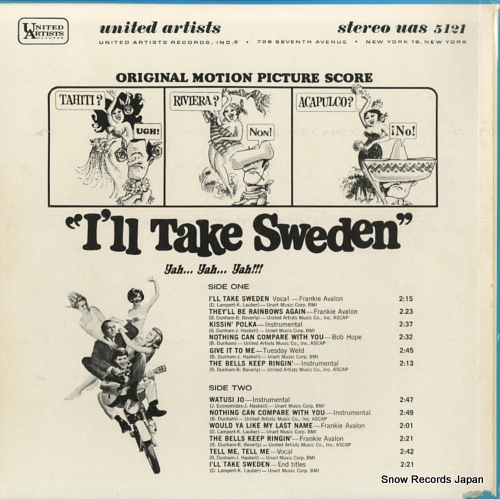 UNITED
ARTISTS
RECORDS
united artists
stereo uas 5121
UNITED ARTISTS RECORDS, INC.® • 729 SEVENTH AVENUE • NEW YORK 19, NEW YORK
ORIGINAL MOTION PICTURE SCORE
TAHITI?
UGH!
RIVIERA?
NON!
ACAPULCO?
¡NO!
"I'll Take Sweden"
Yah... Yah... Yah!!!
SIDE ONE
I'LL TAKE SWEDEN Vocal—Frankie Avalon 2:15
(D. Lampert-K. Lauber)—Unart Music Corp. BMI
THEY'LL BE RAINBOWS AGAIN—Frankie Avalon 2.23
(B. Dunham-B. Beverly)—United Artists Music Co., Inc. ASCAP
KISSIN' POLKA—Instrumental 2:37
(B. Dunham-J. Haskell)—Unart Music Corp. BMI
NOTHING CAN COMPARE WITH YOU—Bob Hope 2:32
(B. Dunham)—United Artists Music Co., Inc. ASCAP
GIVE IT TO ME—Tuesday Weld 2:45
(B. Dunham-J. Haskell)—Unart Music Corp. BMI
THE BELLS KEEP RINGIN'—Instrumental 2:13
(B. Dunham-B. Beverly)—United Artists Music Co., Inc. ASCAP
SIDE TWO
WATUSI JO—Instrumental 2:47
(J. Economides-J. Haskell)—Unart Music Corp. BMI
NOTHING CAN COMPARE WITH YOU—Instrumental 2:49
(B. Dunham)—United Artists Music Co., Inc. ASCAP
WOULD YA LIKE MY LAST NAME—Frankie Avalon 2:01
(D. Lampert-K. Lauber)—Unart Music Corp. BMI
THE BELLS KEEP RINGIN'—Frankie Avalon 2:21
(B. Dunham-B. Beverly)—United Artists Music Co., Inc. ASCAP
TELL ME, TELL ME—Vocal 2:42
(B. Dunham-J. Haskell)—Unart Music Corp. BMI
I'LL TAKE SWEDEN—End titles 2:21
(D. Lampert-K. Lauber)—Unart Music Corp. BMI
Snow Records Japan